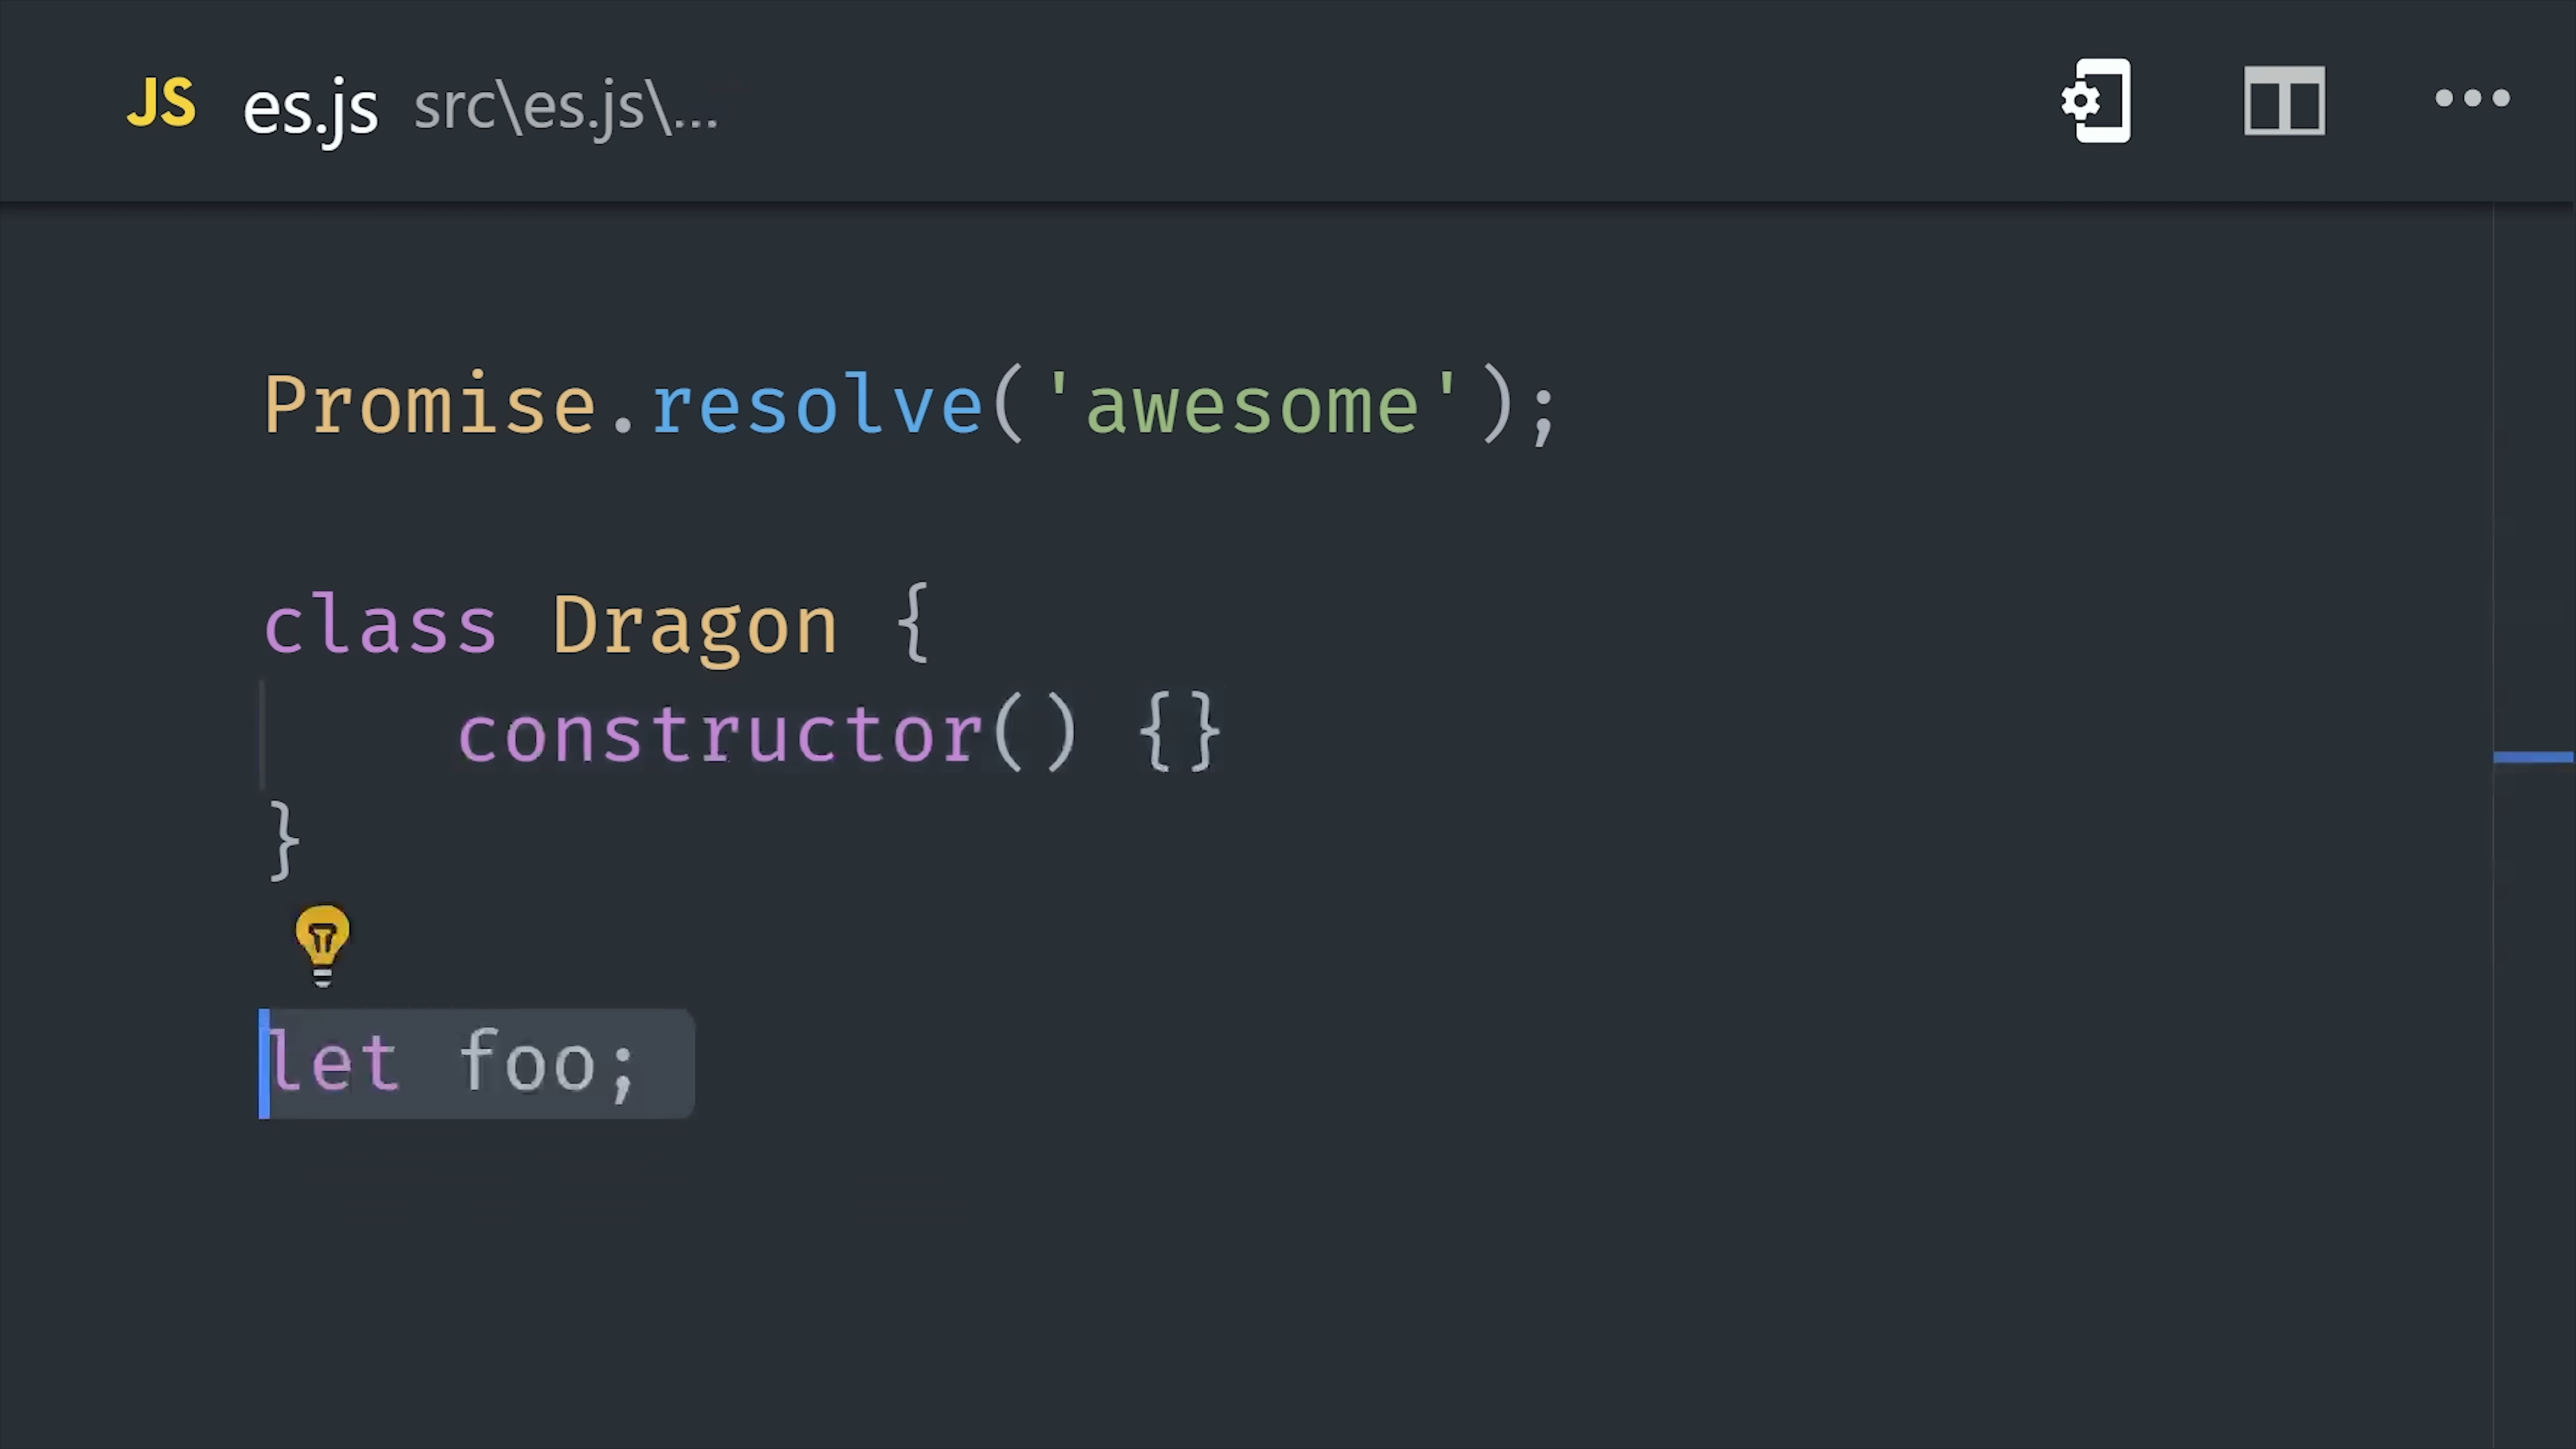 JS es.js src\es.js\...
Promise.resolve('awesome');
class Dragon {
    constructor() {}
}
let foo;